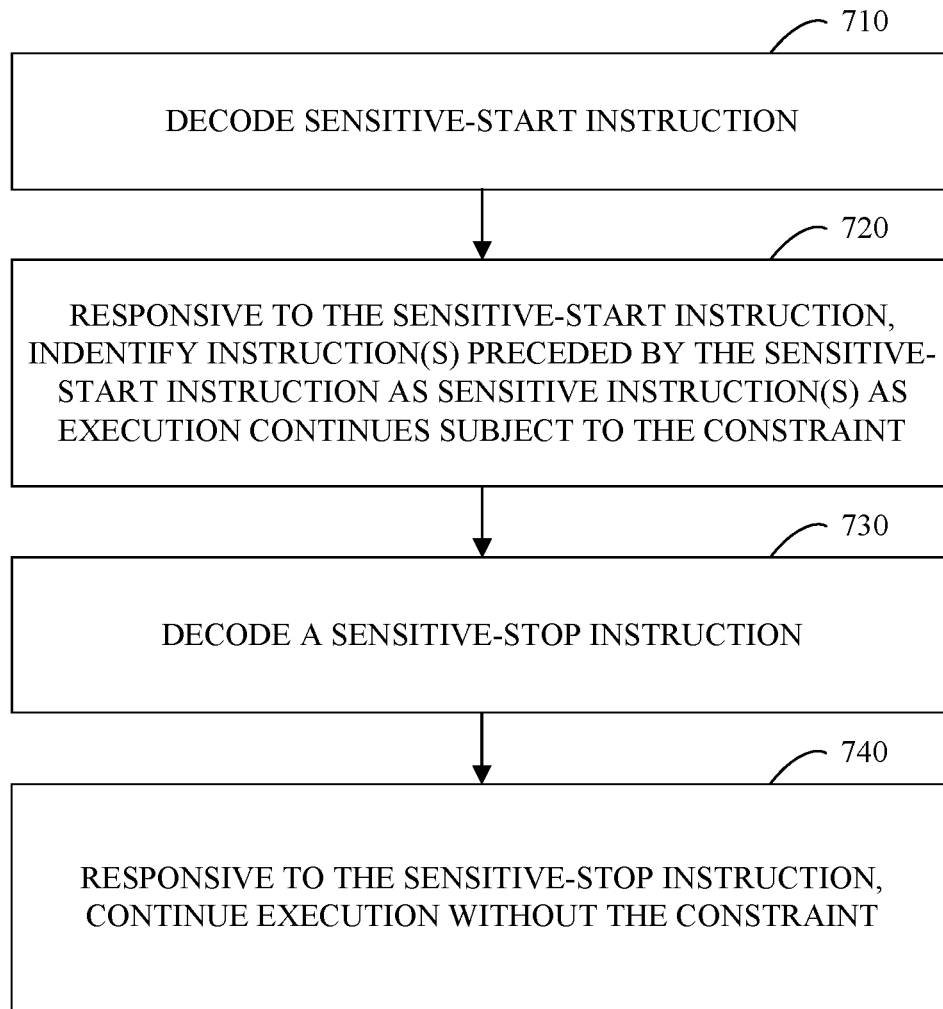 710
DECODE SENSITIVE-START INSTRUCTION
720
RESPONSIVE TO THE SENSITIVE-START INSTRUCTION,
INDENTIFY INSTRUCTION(S) PRECEDED BY THE SENSITIVE-
START INSTRUCTION AS SENSITIVE INSTRUCTION(S) AS
EXECUTION CONTINUES SUBJECT TO THE CONSTRAINT
730
DECODE A SENSITIVE-STOP INSTRUCTION
740
RESPONSIVE TO THE SENSITIVE-STOP INSTRUCTION,
CONTINUE EXECUTION WITHOUT THE CONSTRAINT